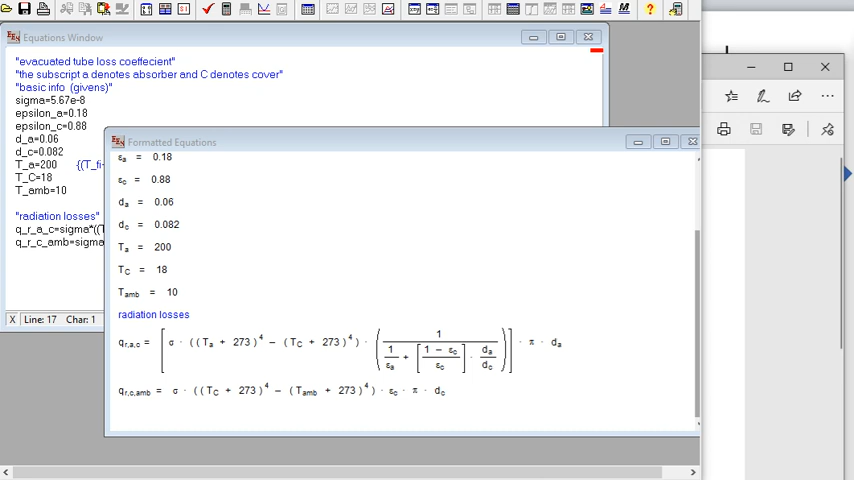 Equations Window
"evacuated tube loss coeffecient"
"the subscript a denotes absorber and C denotes cover"
"basic info (givens)"
sigma=5.67e-8
epsilon_a=0.18
epsilon_c=0.88
d_a=0.06
d_c=0.082
T_a=200 {(T_fi
T_C=18
T_amb=10
"radiation losses"
q_r_a_c=sigma*((T
q_r_c_amb=sigma
X Line: 17 Char: 1
Formatted Equations
εa = 0.18
εc = 0.88
da = 0.06
dc = 0.082
Ta = 200
TC = 18
Tamb = 10
radiation losses
qr,a,c = [ σ · ((Ta + 273)^4 − (TC + 273)^4) · ( 1 / ( 1/εa + [ (1 − εc)/εc ] · da/dc ) ) ] · π · da
qr,c,amb = σ · ((TC + 273)^4 − (Tamb + 273)^4) · εc · π · dc